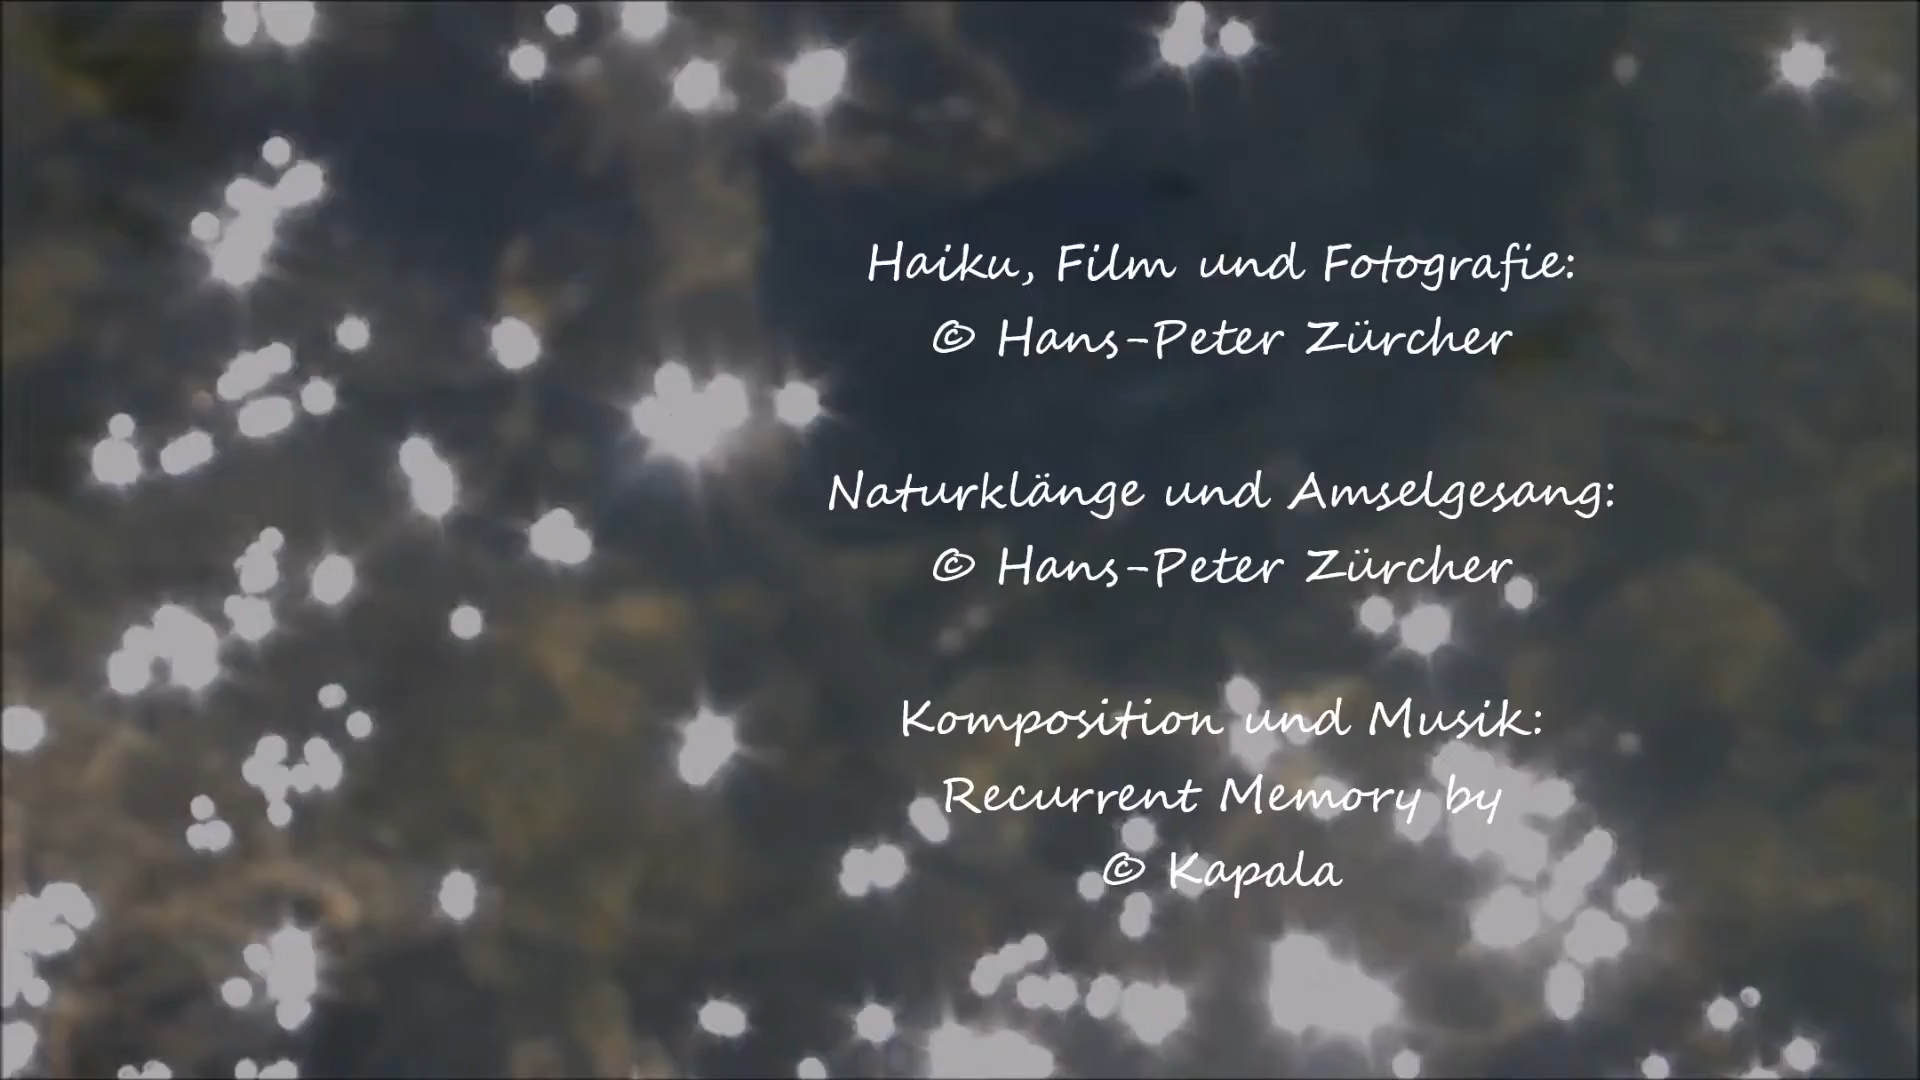 Haiku, Film und Fotografie:
© Hans-Peter Zürcher
Naturklänge und Amselgesang:
© Hans-Peter Zürcher
Komposition und Musik:
Recurrent Memory by
© Kapala